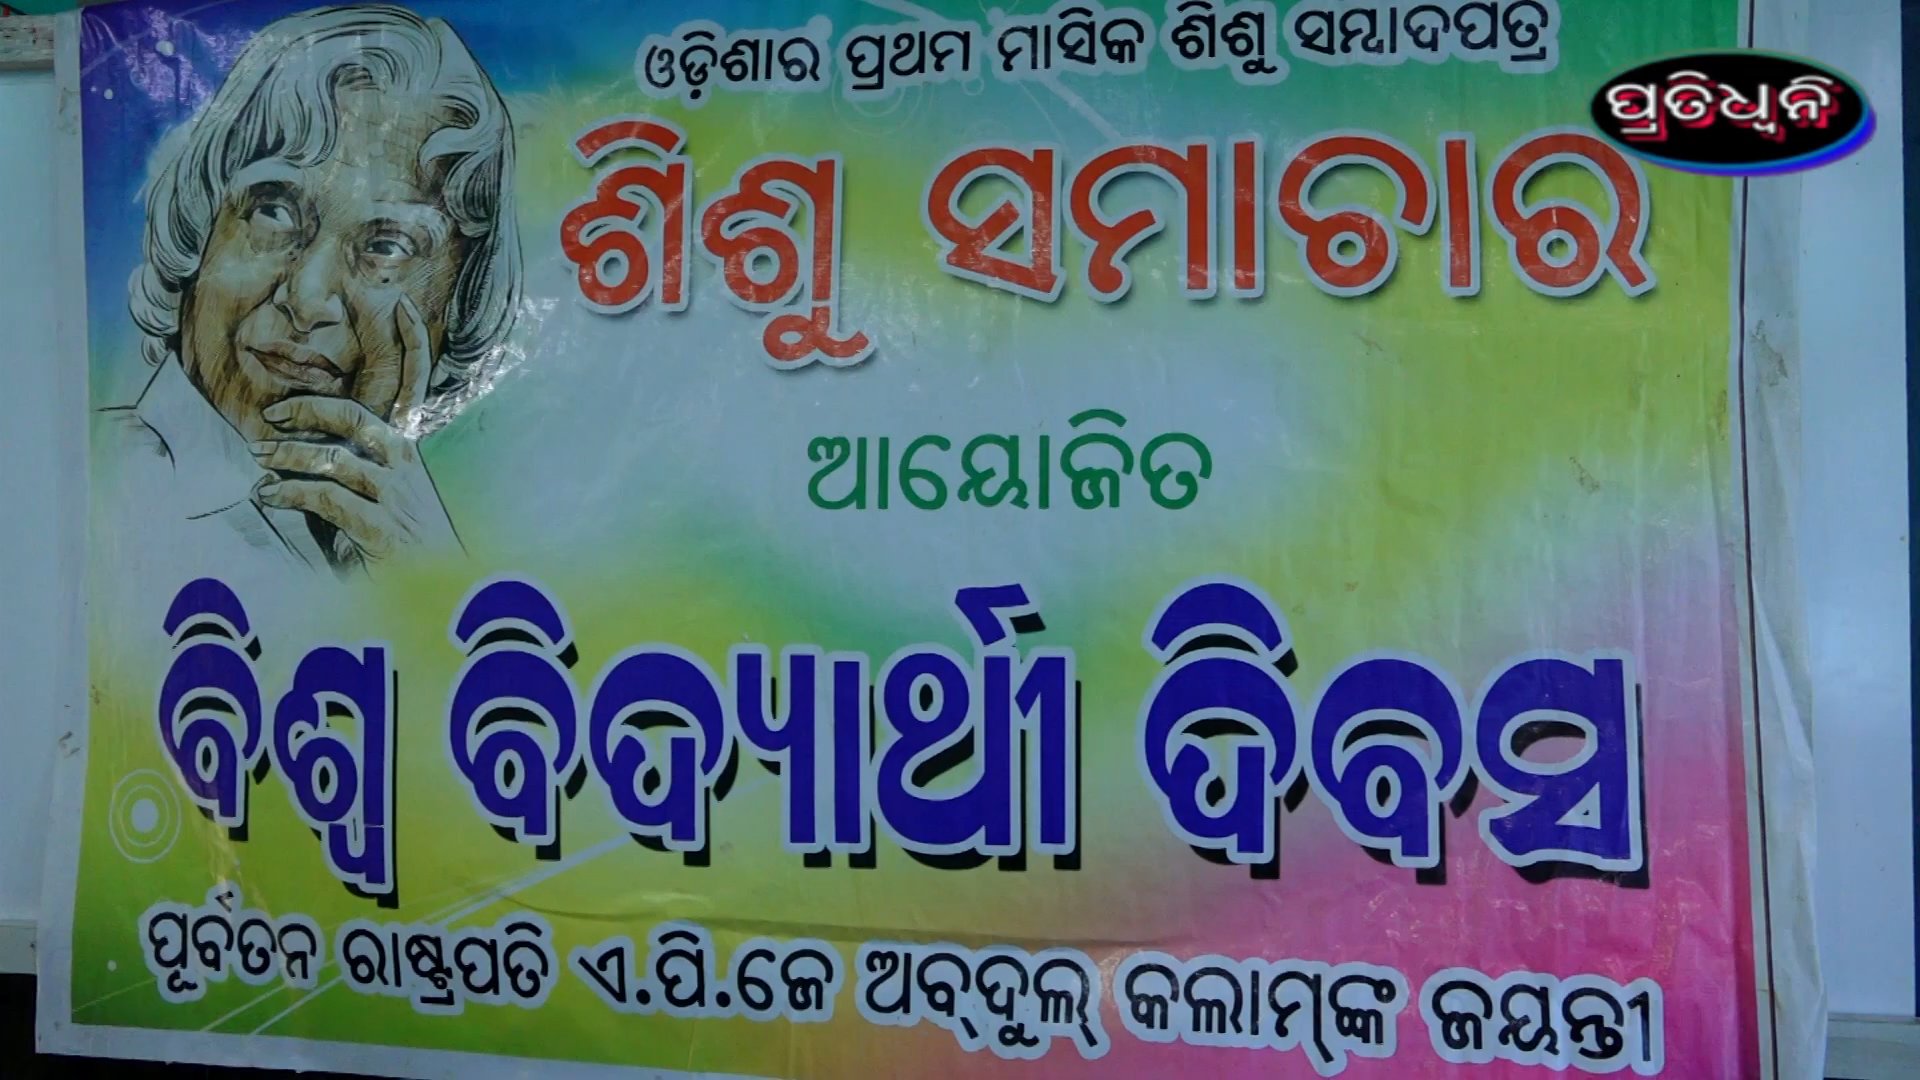 ଓଡ଼ିଶାର ପ୍ରଥମ ମାସିକ ଶିଶୁ ସମ୍ବାଦପତ୍ର
ପ୍ରତିଧ୍ୱନି
ଶିଶୁ ସମାଚାର
ଆୟୋଜିତ
ବିଶ୍ୱ ବିଦ୍ୟାର୍ଥୀ ଦିବସ
ପୂର୍ବତନ ରାଷ୍ଟ୍ରପତି ଏ.ପି.ଜେ ଅବ୍‌ଦୁଲ୍ କଲାମ୍‌ଙ୍କ ଜୟନ୍ତୀ